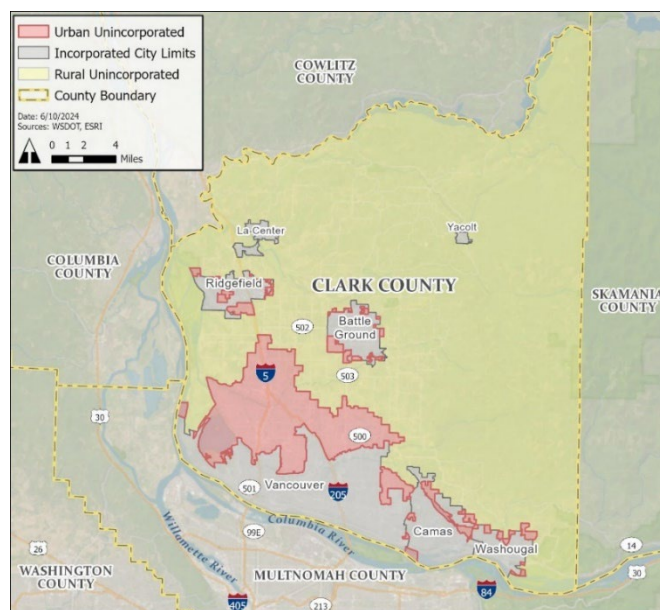 Urban Unincorporated
Incorporated City Limits
Rural Unincorporated
County Boundary
Date: 6/10/2024
Sources: WSDOT, ESRI
0 1 2 4
Miles
COWLITZ
COUNTY
La-Center
Yacolt
COLUMBIA
COUNTY
Ridgefield
CLARK COUNTY
SKAMANIA
COUNTY
502
Battle
Ground
5
503
30
500
501
Vancouver
205
99E
Columbia River
Willamette River
Camas
Washougal
26
14
WASHINGTON
COUNTY
MULTNOMAH COUNTY
84
30
405
213